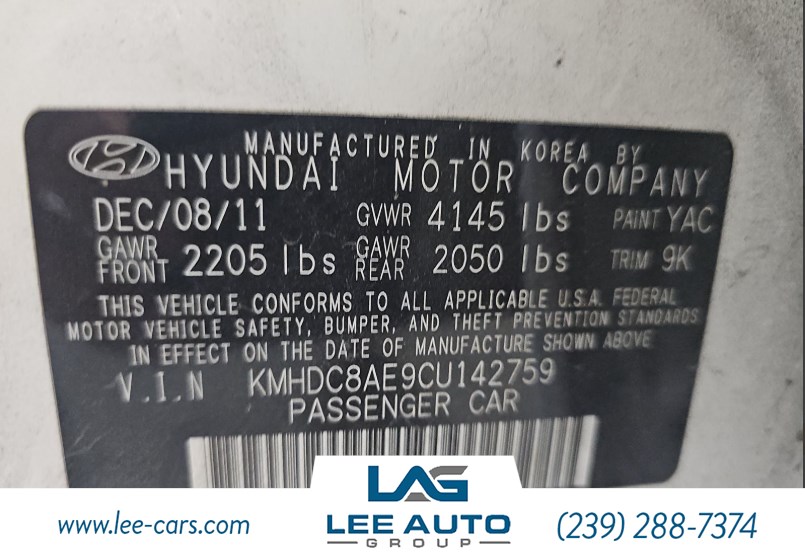 MANUFACTURED IN KOREA BY
HYUNDAI MOTOR COMPANY
DEC/08/11 GVWR 4145 lbs PAINT YAC
GAWR FRONT 2205 lbs GAWR REAR 2050 lbs TRIM 9K
THIS VEHICLE CONFORMS TO ALL APPLICABLE U.S.A. FEDERAL
MOTOR VEHICLE SAFETY, BUMPER, AND THEFT PREVENTION STANDARDS
IN EFFECT ON THE DATE OF MANUFACTURE SHOWN ABOVE
V.I.N KMHDC8AE9CU142759
PASSENGER CAR
LAG
www.lee-cars.com LEE AUTO (239) 288-7374
GROUP